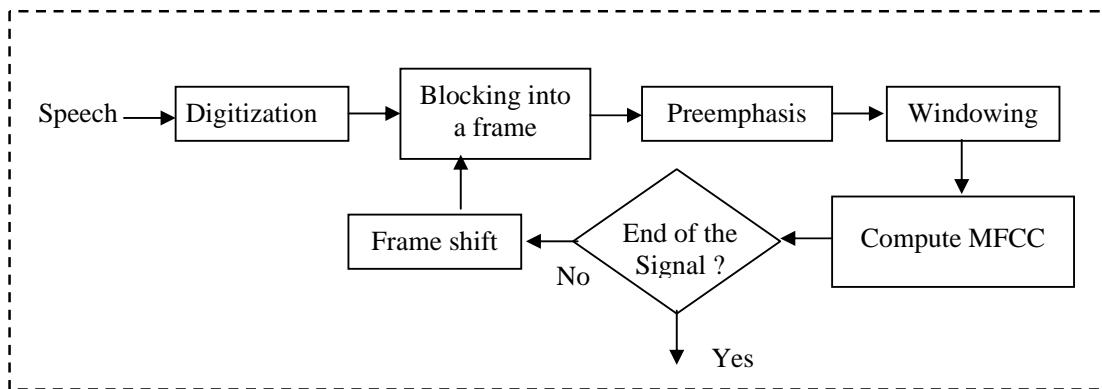 Speech
Digitization
Blocking into
a frame
Preemphasis
Windowing
Compute MFCC
End of the
Signal ?
Frame shift
No
Yes